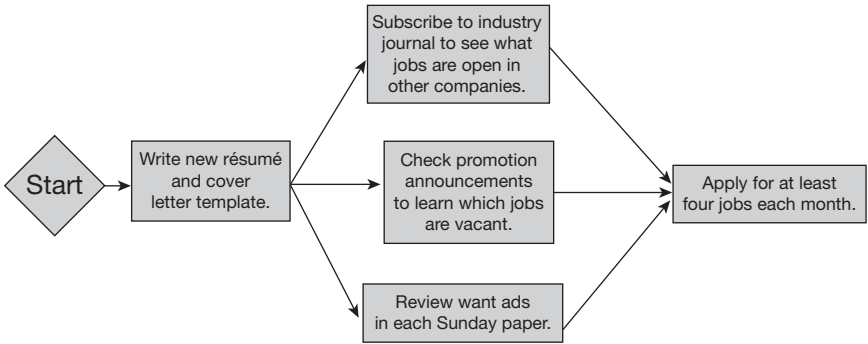 Start
Write new résumé
and cover
letter template.
Subscribe to industry
journal to see what
jobs are open in
other companies.
Check promotion
announcements
to learn which jobs
are vacant.
Review want ads
in each Sunday paper.
Apply for at least
four jobs each month.